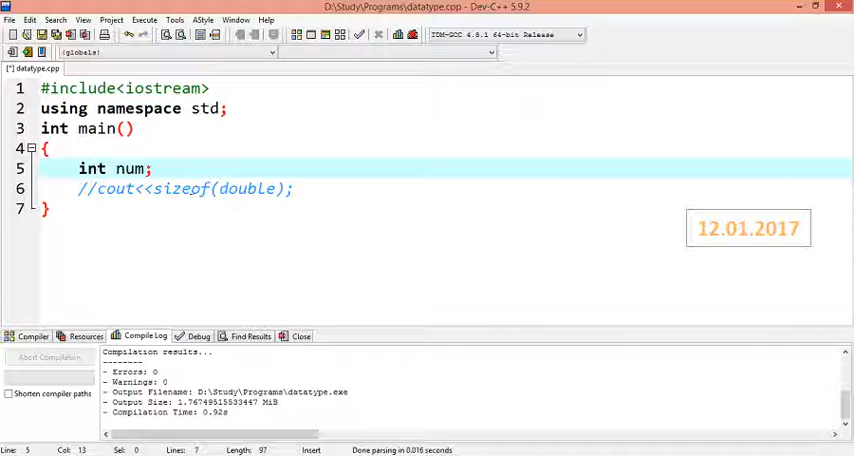 D:\Study\Programs\datatype.cpp - Dev-C++ 5.9.2
File Edit Search View Project Execute Tools AStyle Window Help
TDM-GCC 4.8.1 64-bit Release
(globals)
[*] datatype.cpp
1 #include<iostream>
2 using namespace std;
3 int main()
4 {
5 int num;
6 //cout<<sizeof(double);
7 }
12.01.2017
Compiler Resources Compile Log Debug Find Results Close
Abort Compilation
Shorten compiler paths
Compilation results...
--------
- Errors: 0
- Warnings: 0
- Output Filename: D:\Study\Programs\datatype.exe
- Output Size: 1.76749515533447 MiB
- Compilation Time: 0.92s
Line: 5 Col: 13 Sel: 0 Lines: 7 Length: 97 Insert Done parsing in 0.016 seconds